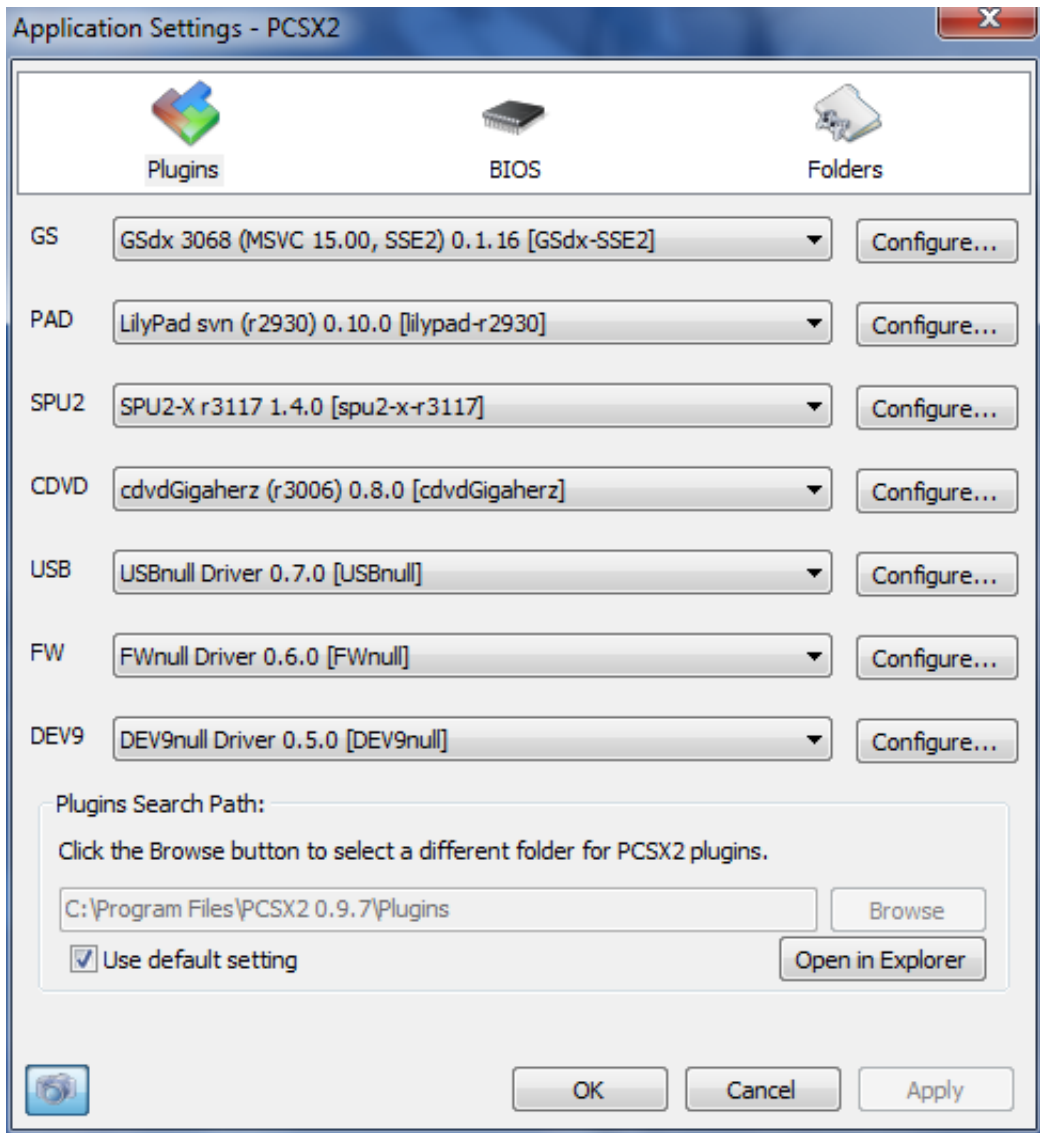 Application Settings - PCSX2
Plugins
BIOS
Folders
GS
GSdx 3068 (MSVC 15.00, SSE2) 0.1.16 [GSdx-SSE2]
Configure...
PAD
LilyPad svn (r2930) 0.10.0 [lilypad-r2930]
Configure...
SPU2
SPU2-X r3117 1.4.0 [spu2-x-r3117]
Configure...
CDVD
cdvdGigaherz (r3006) 0.8.0 [cdvdGigaherz]
Configure...
USB
USBnull Driver 0.7.0 [USBnull]
Configure...
FW
FWnull Driver 0.6.0 [FWnull]
Configure...
DEV9
DEV9null Driver 0.5.0 [DEV9null]
Configure...
Plugins Search Path:
Click the Browse button to select a different folder for PCSX2 plugins.
C:\Program Files\PCSX2 0.9.7\Plugins
Browse
Use default setting
Open in Explorer
OK
Cancel
Apply